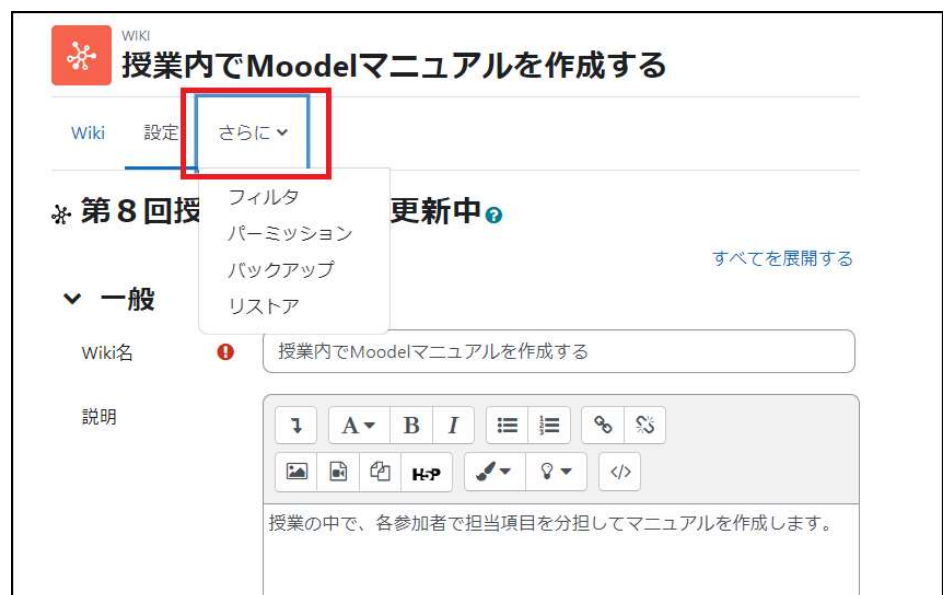 WIKI
授業内でMoodelマニュアルを作成する
Wiki 設定 さらに
フィルタ
パーミッション
バックアップ
リストア
第8回授 更新中
すべてを展開する
一般
Wiki名
授業内でMoodelマニュアルを作成する
説明
A B I
H5P
</>
授業の中で、各参加者で担当項目を分担してマニュアルを作成します。